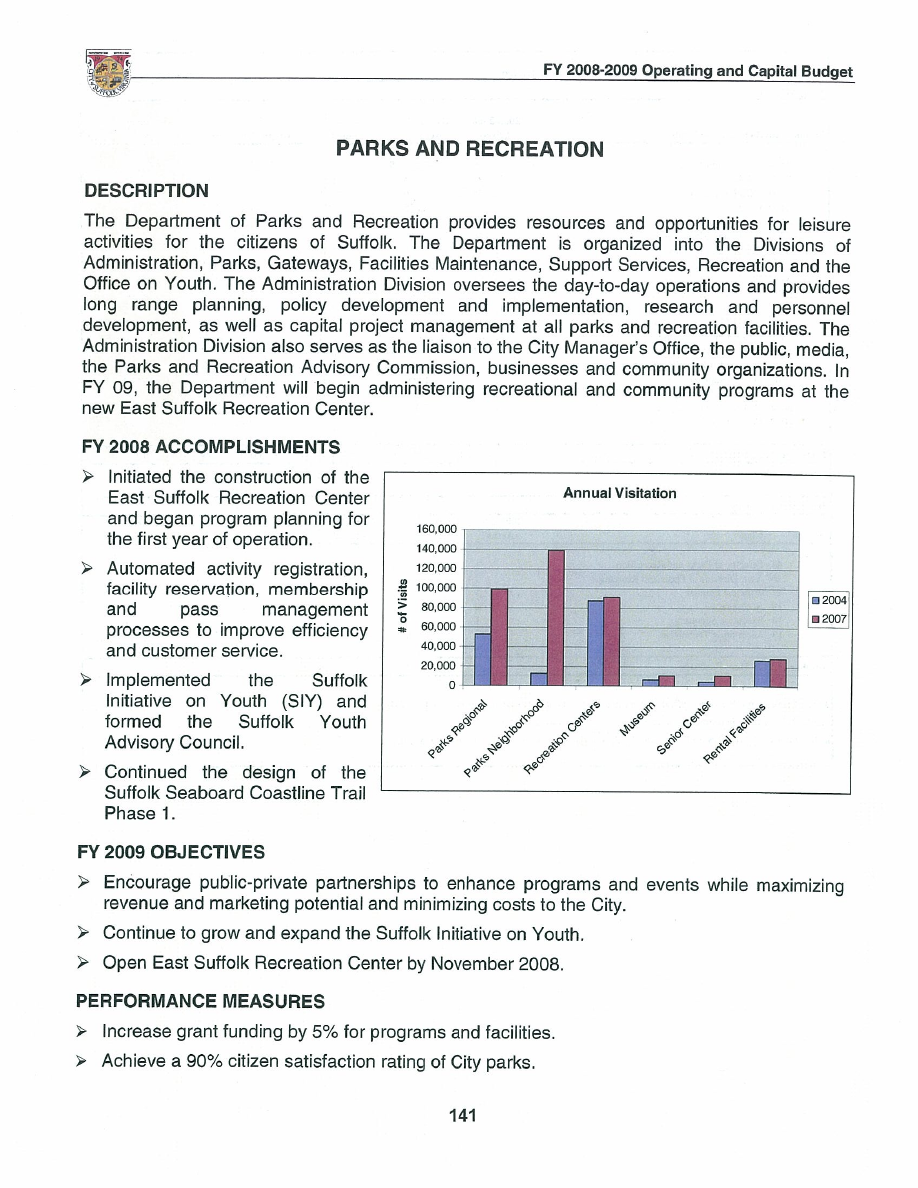 FY 2008-2009 Operating and Capital Budget
PARKS AND RECREATION
DESCRIPTION
The Department of Parks and Recreation provides resources and opportunities for leisure
activities for the citizens of Suffolk. The Department is organized into the Divisions of
Administration, Parks, Gateways, Facilities Maintenance, Support Services, Recreation and the
Office on Youth. The Administration Division oversees the day-to-day operations and provides
long range planning, policy development and implementation, research and personnel
development, as well as capital project management at all parks and recreation facilities. The
Administration Division also serves as the liaison to the City Manager's Office, the public, media,
the Parks and Recreation Advisory Commission, businesses and community organizations. In
FY 09, the Department will begin administering recreational and community programs at the
new East Suffolk Recreation Center.
FY 2008 ACCOMPLISHMENTS
➢ Initiated the construction of the
East Suffolk Recreation Center
and began program planning for
the first year of operation.
➢ Automated activity registration,
facility reservation, membership
and pass management
processes to improve efficiency
and customer service.
➢ Implemented the Suffolk
Initiative on Youth (SIY) and
formed the Suffolk Youth
Advisory Council.
➢ Continued the design of the
Suffolk Seaboard Coastline Trail
Phase 1.
Annual Visitation
# of Visits
160,000
140,000
120,000
100,000
80,000
60,000
40,000
20,000
0
Parks Regional
Parks Neighborhood
Recreation Centers
Museum
Senior Center
Rental Facilities
2004
2007
FY 2009 OBJECTIVES
➢ Encourage public-private partnerships to enhance programs and events while maximizing
revenue and marketing potential and minimizing costs to the City.
➢ Continue to grow and expand the Suffolk Initiative on Youth.
➢ Open East Suffolk Recreation Center by November 2008.
PERFORMANCE MEASURES
➢ Increase grant funding by 5% for programs and facilities.
➢ Achieve a 90% citizen satisfaction rating of City parks.
141